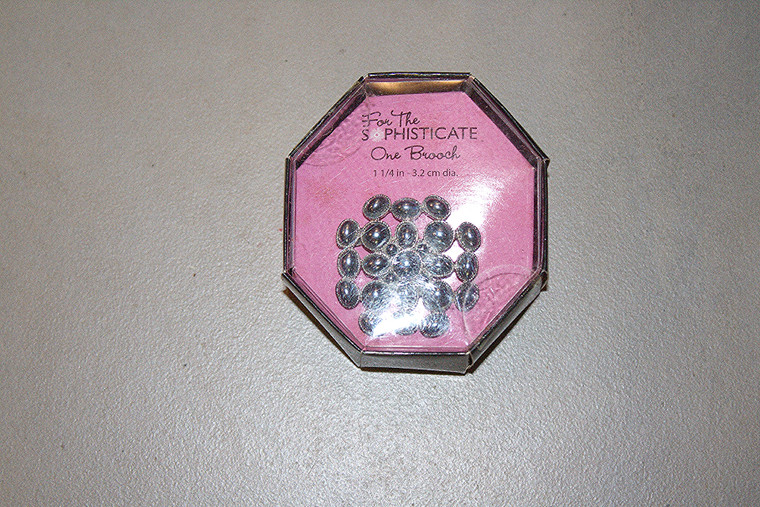 For The
SOPHISTICATE
One Brooch
1 1/4 in - 3.2 cm dia.